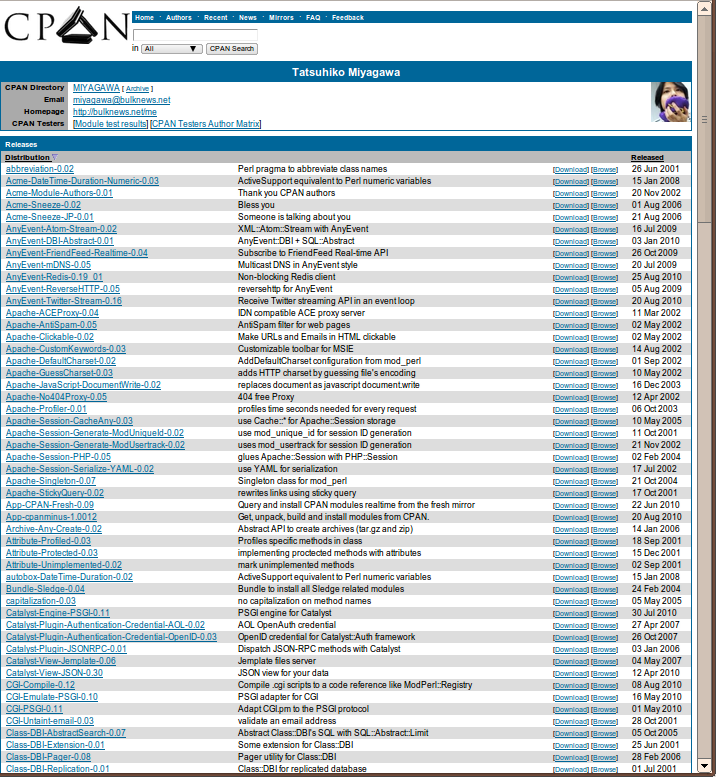 CPAN
Home · Authors · Recent · News · Mirrors · FAQ · Feedback
in All CPAN Search
Tatsuhiko Miyagawa
CPAN Directory MIYAGAWA [ Archive ]
Email miyagawa@bulknews.net
Homepage http://bulknews.net/me
CPAN Testers [Module test results] [CPAN Testers Author Matrix]
Releases
Distribution Released
abbreviation-0.02 Perl pragma to abbreviate class names [Download] [Browse] 26 Jun 2001
Acme-DateTime-Duration-Numeric-0.03 ActiveSupport equivalent to Perl numeric variables [Download] [Browse] 15 Jan 2008
Acme-Module-Authors-0.01 Thank you CPAN authors [Download] [Browse] 20 Nov 2002
Acme-Sneeze-0.02 Bless you [Download] [Browse] 01 Aug 2006
Acme-Sneeze-JP-0.01 Someone is talking about you [Download] [Browse] 21 Aug 2006
AnyEvent-Atom-Stream-0.02 XML::Atom::Stream with AnyEvent [Download] [Browse] 16 Jul 2009
AnyEvent-DBI-Abstract-0.01 AnyEvent::DBI + SQL::Abstract [Download] [Browse] 03 Jan 2010
AnyEvent-FriendFeed-Realtime-0.04 Subscribe to FriendFeed Real-time API [Download] [Browse] 26 Oct 2009
AnyEvent-mDNS-0.05 Multicast DNS in AnyEvent style [Download] [Browse] 20 Jul 2009
AnyEvent-Redis-0.19_01 Non-blocking Redis client [Download] [Browse] 25 Aug 2010
AnyEvent-ReverseHTTP-0.05 reversehttp for AnyEvent [Download] [Browse] 05 Aug 2009
AnyEvent-Twitter-Stream-0.16 Receive Twitter streaming API in an event loop [Download] [Browse] 20 Aug 2010
Apache-ACEProxy-0.04 IDN compatible ACE proxy server [Download] [Browse] 11 Mar 2002
Apache-AntiSpam-0.05 AntiSpam filter for web pages [Download] [Browse] 02 May 2002
Apache-Clickable-0.02 Make URLs and Emails in HTML clickable [Download] [Browse] 02 May 2002
Apache-CustomKeywords-0.03 Customizable toolbar for MSIE [Download] [Browse] 14 Aug 2002
Apache-DefaultCharset-0.02 AddDefaultCharset configuration from mod_perl [Download] [Browse] 01 Sep 2002
Apache-GuessCharset-0.03 adds HTTP charset by guessing file's encoding [Download] [Browse] 10 May 2002
Apache-JavaScript-DocumentWrite-0.02 replaces document as javascript document.write [Download] [Browse] 16 Dec 2003
Apache-No404Proxy-0.05 404 free Proxy [Download] [Browse] 12 Apr 2002
Apache-Profiler-0.01 profiles time seconds needed for every request [Download] [Browse] 06 Oct 2003
Apache-Session-CacheAny-0.03 use Cache::* for Apache::Session storage [Download] [Browse] 10 May 2005
Apache-Session-Generate-ModUniqueId-0.02 use mod_unique_id for session ID generation [Download] [Browse] 11 Oct 2001
Apache-Session-Generate-ModUsertrack-0.02 uses mod_usertrack for session ID generation [Download] [Browse] 21 Nov 2002
Apache-Session-PHP-0.05 glues Apache::Session with PHP::Session [Download] [Browse] 02 Feb 2004
Apache-Session-Serialize-YAML-0.02 use YAML for serialization [Download] [Browse] 17 Jul 2002
Apache-Singleton-0.07 Singleton class for mod_perl [Download] [Browse] 21 Oct 2004
Apache-StickyQuery-0.02 rewrites links using sticky query [Download] [Browse] 17 Oct 2001
App-CPAN-Fresh-0.09 Query and install CPAN modules realtime from the fresh mirror [Download] [Browse] 22 Jun 2010
App-cpanminus-1.0012 Get, unpack, build and install modules from CPAN. [Download] [Browse] 20 Aug 2010
Archive-Any-Create-0.02 Abstract API to create archives (tar.gz and zip) [Download] [Browse] 14 Jan 2006
Attribute-Profiled-0.03 Profiles specific methods in class [Download] [Browse] 18 Sep 2001
Attribute-Protected-0.03 implementing proctected methods with attributes [Download] [Browse] 15 Dec 2001
Attribute-Unimplemented-0.02 mark unimplemented methods [Download] [Browse] 02 Sep 2001
autobox-DateTime-Duration-0.02 ActiveSupport equivalent to Perl numeric variables [Download] [Browse] 15 Jan 2008
Bundle-Sledge-0.04 Bundle to install all Sledge related modules [Download] [Browse] 24 Feb 2004
capitalization-0.03 no capitalization on method names [Download] [Browse] 05 May 2005
Catalyst-Engine-PSGI-0.11 PSGI engine for Catalyst [Download] [Browse] 30 Jul 2010
Catalyst-Plugin-Authentication-Credential-AOL-0.02 AOL OpenAuth credential [Download] [Browse] 27 Apr 2007
Catalyst-Plugin-Authentication-Credential-OpenID-0.03 OpenID credential for Catalyst::Auth framework [Download] [Browse] 26 Oct 2007
Catalyst-Plugin-JSONRPC-0.01 Dispatch JSON-RPC methods with Catalyst [Download] [Browse] 03 Jan 2006
Catalyst-View-Jemplate-0.06 Jemplate files server [Download] [Browse] 04 May 2007
Catalyst-View-JSON-0.30 JSON view for your data [Download] [Browse] 12 Apr 2010
CGI-Compile-0.12 Compile .cgi scripts to a code reference like ModPerl::Registry [Download] [Browse] 08 Aug 2010
CGI-Emulate-PSGI-0.10 PSGI adapter for CGI [Download] [Browse] 16 May 2010
CGI-PSGI-0.11 Adapt CGI.pm to the PSGI protocol [Download] [Browse] 01 May 2010
CGI-Untaint-email-0.03 validate an email address [Download] [Browse] 28 Oct 2001
Class-DBI-AbstractSearch-0.07 Abstract Class::DBI's SQL with SQL::Abstract::Limit [Download] [Browse] 05 Oct 2005
Class-DBI-Extension-0.01 Some extension for Class::DBI [Download] [Browse] 25 Jun 2001
Class-DBI-Pager-0.08 Pager utility for Class::DBI [Download] [Browse] 28 Feb 2006
Class-DBI-Replication-0.01 Class::DBI for replicated database [Download] [Browse] 01 Jul 2001